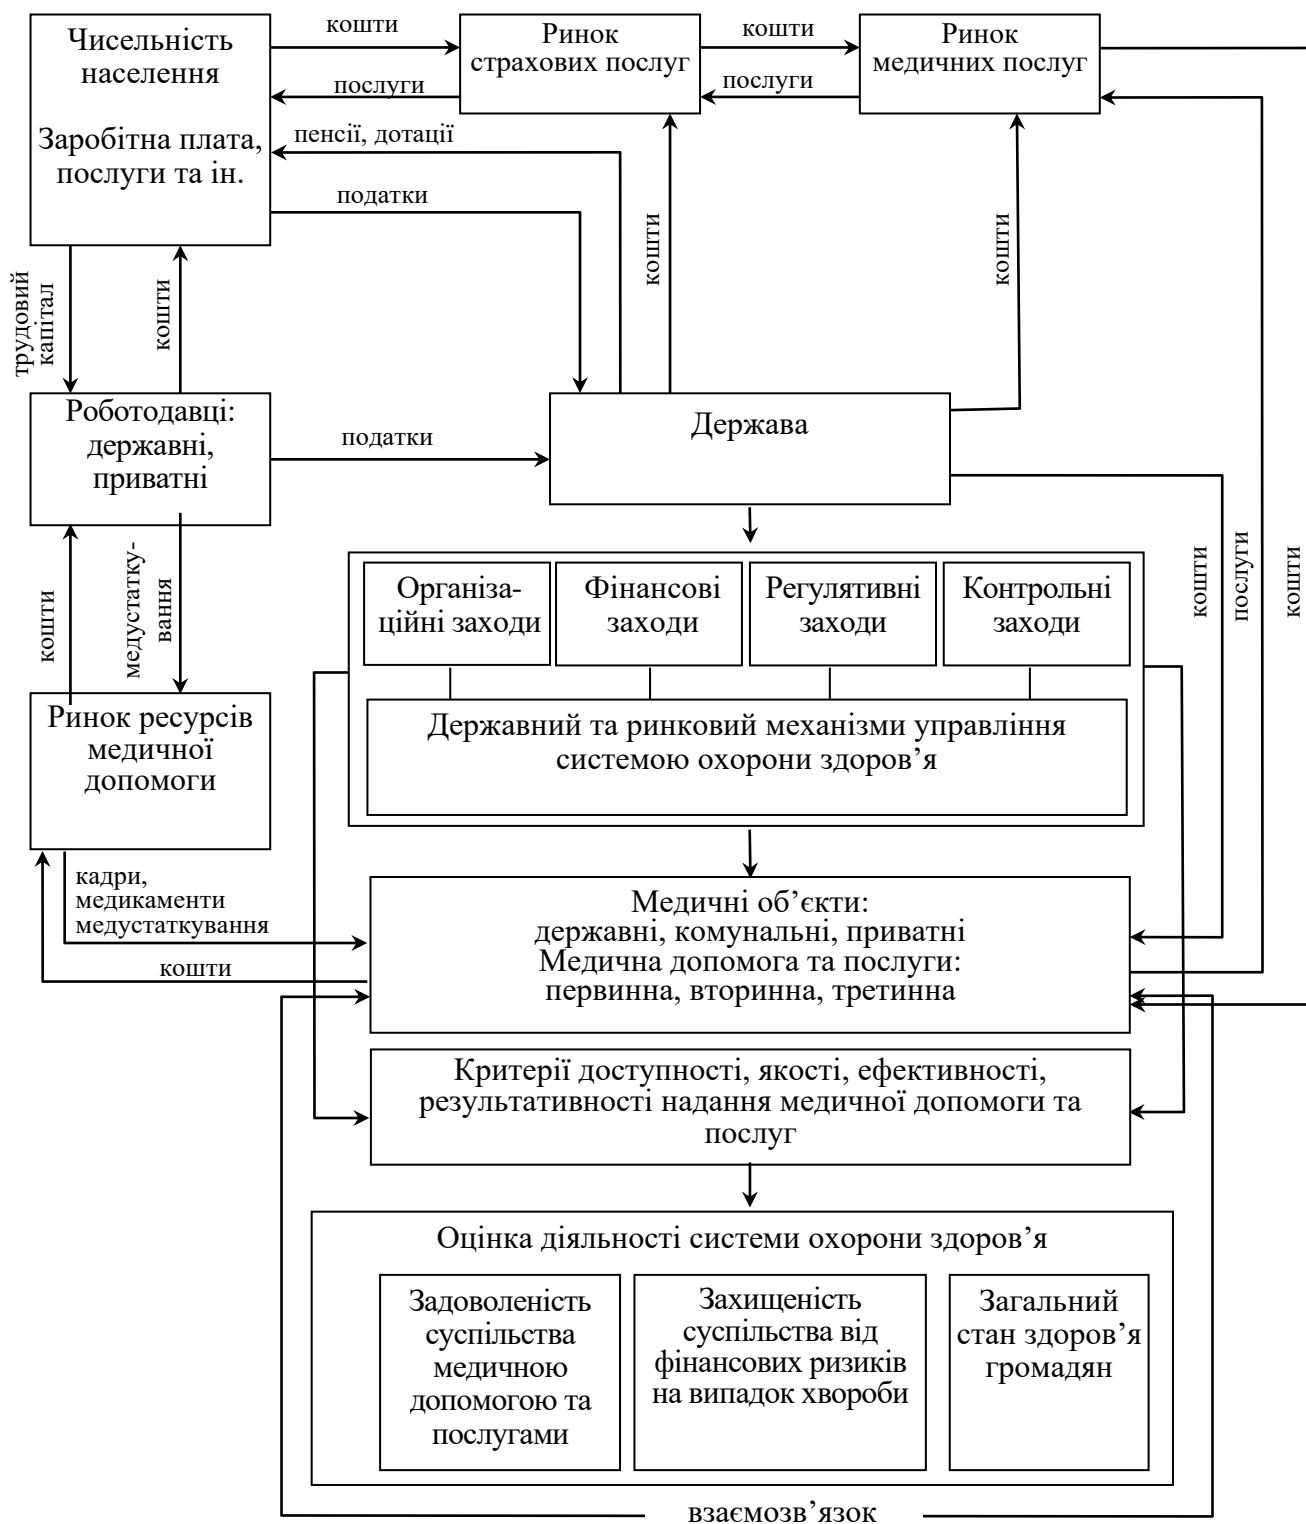 Чисельність
населення
Заробітна плата,
послуги та ін.
кошти
послуги
Ринок
страхових послуг
кошти
послуги
Ринок
медичних послуг
пенсії, дотації
податки
трудовий
капітал
кошти
кошти
кошти
Роботодавці:
державні,
приватні
податки
Держава
кошти
медустатку-
вання
кошти
послуги
кошти
Організа-
ційні заходи
Фінансові
заходи
Регулятивні
заходи
Контрольні
заходи
Державний та ринковий механізми управління
системою охорони здоров’я
Ринок ресурсів
медичної
допомоги
кадри,
медикаменти
медустаткування
кошти
Медичні об’єкти:
державні, комунальні, приватні
Медична допомога та послуги:
первинна, вторинна, третинна
Критерії доступності, якості, ефективності,
результативності надання медичної допомоги та
послуг
Оцінка діяльності системи охорони здоров’я
Задоволеність
суспільства
медичною
допомогою та
послугами
Захищеність
суспільства від
фінансових ризиків
на випадок хвороби
Загальний
стан здоров’я
громадян
взаємозв’язок